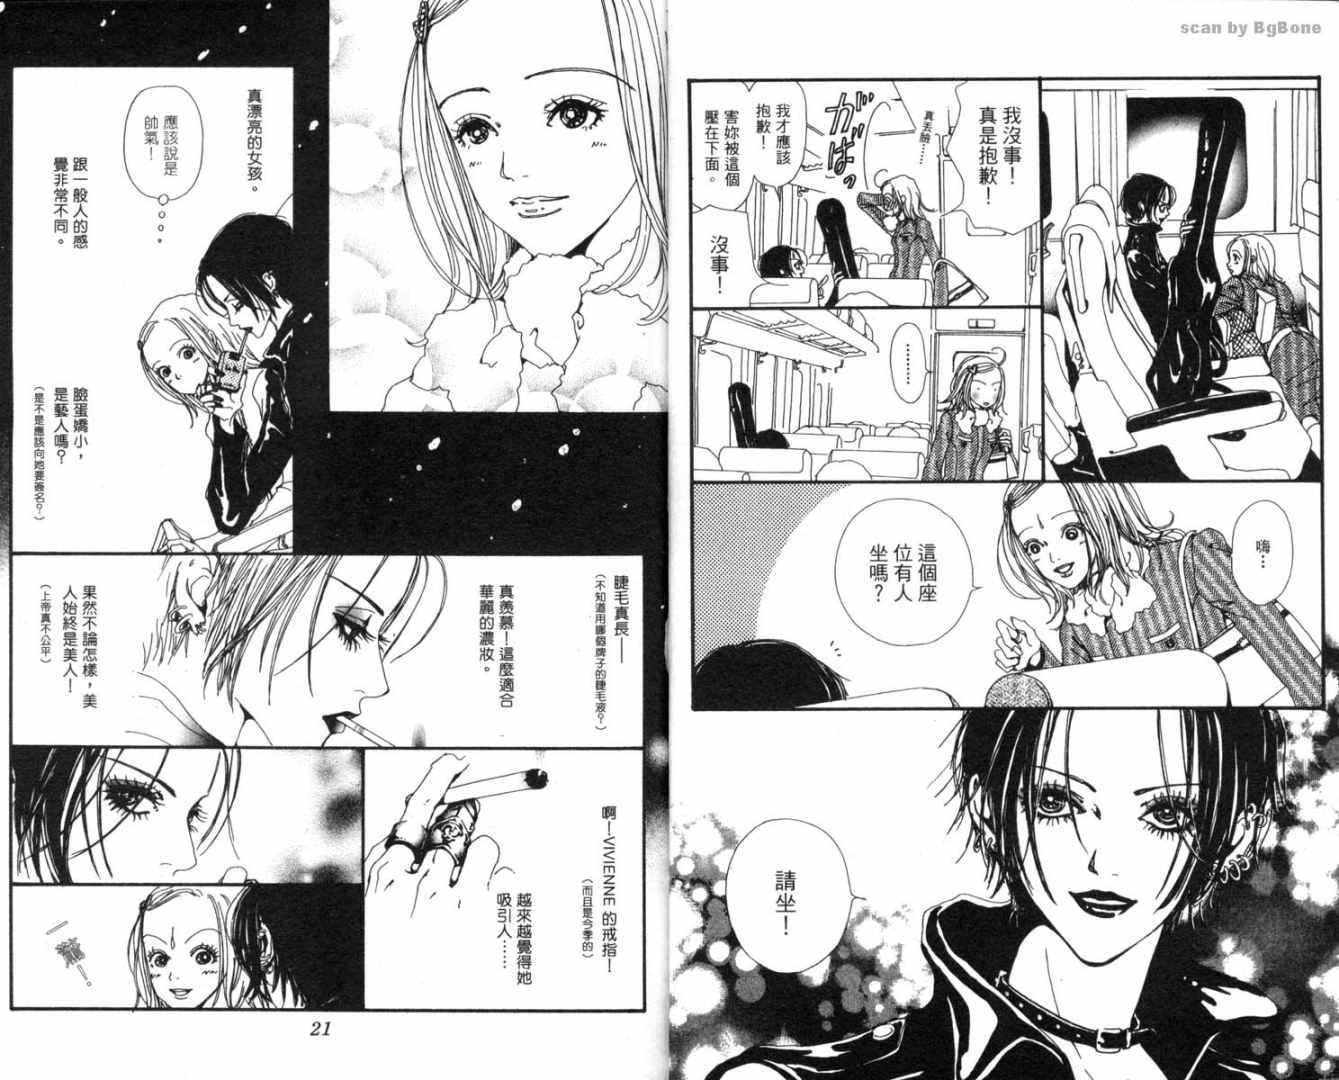 scan by BgBone
我沒事！
真是抱歉！
真丟臉…
ガばっ
我才應該
抱歉！
害妳被這個
壓在下面。
沒事！
………
嗨…
這個座
位有人
坐嗎？
請坐！
真漂亮的女孩。
應該說是
帥氣！
跟一般人的感
覺非常不同。
臉蛋嬌小，
是藝人嗎？
（是不是應該向她要簽名？）
睫毛真長——
（不知道用哪個牌子的睫毛液？）
真羨慕！這麼適合
華麗的濃妝。
果然不論怎樣，美
人始終是美人！
（上帝真不公平）
啊—VIVIENNE 的戒指！
（而且是今季的）
越來越覺得她
吸引人……
21